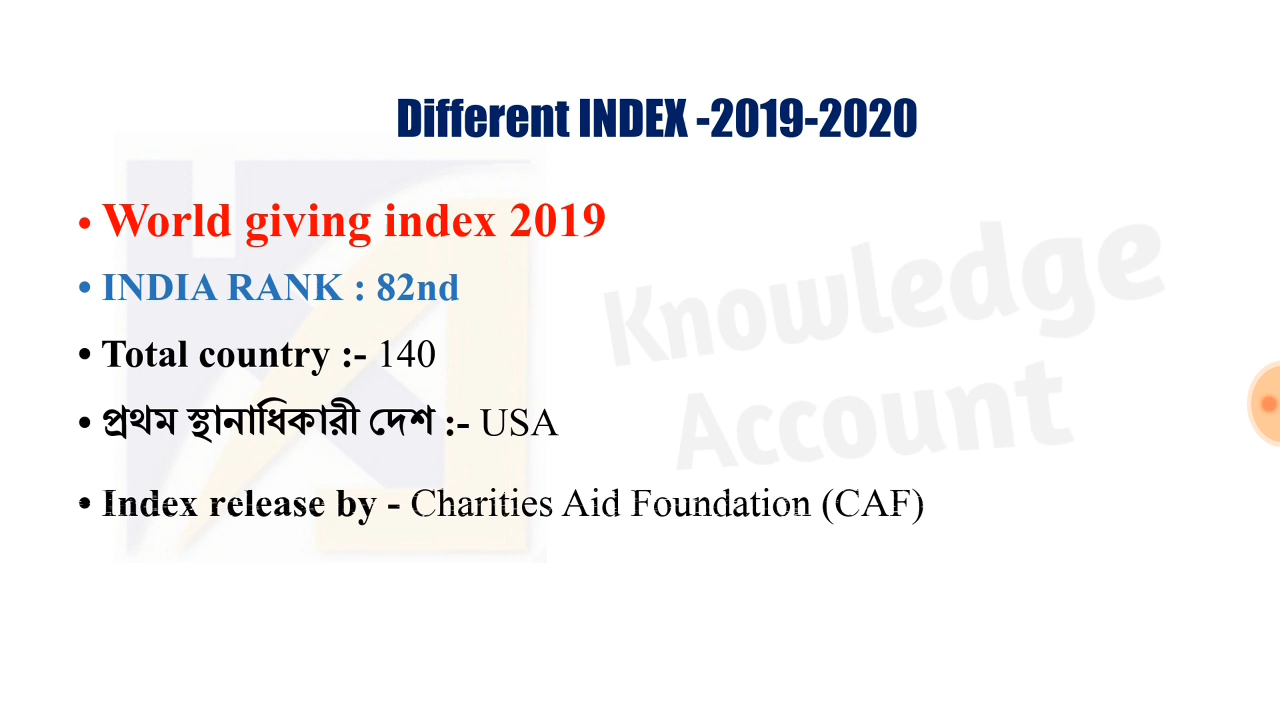 Different INDEX -2019-2020
• World giving index 2019
• INDIA RANK : 82nd
• Total country :- 140
• প্রথম স্থানাধিকারী দেশ :- USA
• Index release by - Charities Aid Foundation (CAF)
Knowledge
Account